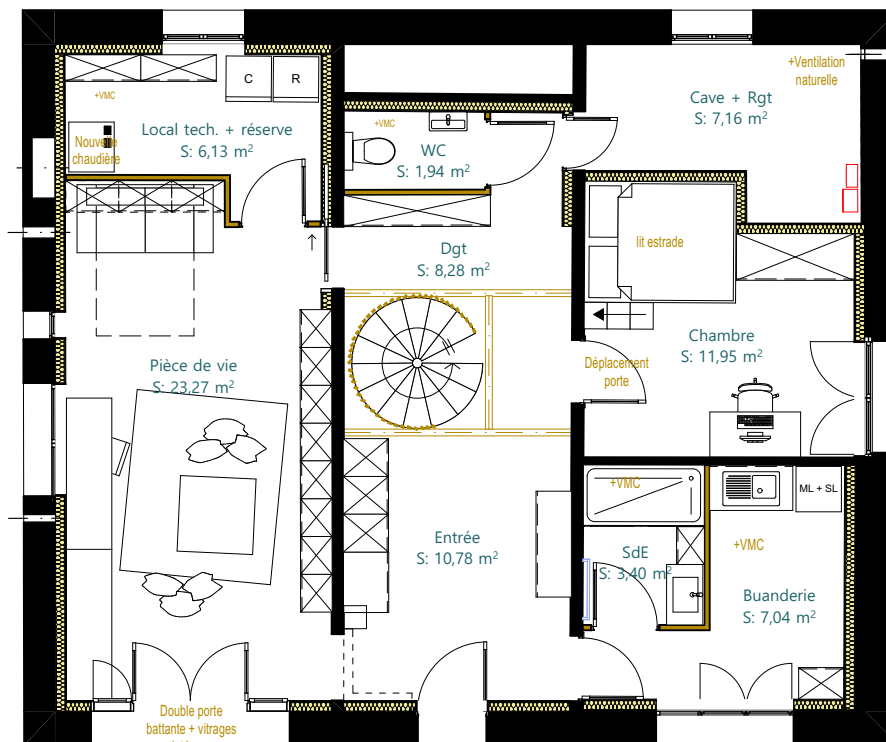 C
R
+VMC
Local tech. + réserve
S: 6,13 m²
Nouvelle
chaudière
+VMC
WC
S: 1,94 m²
+Ventilation
naturelle
Cave + Rgt
S: 7,16 m²
Dgt
S: 8,28 m²
lit estrade
Chambre
S: 11,95 m²
Déplacement
porte
Pièce de vie
S: 23,27 m²
Entrée
S: 10,78 m²
+VMC
SdE
S: 3,40 m²
ML + SL
+VMC
Buanderie
S: 7,04 m²
Double porte
battante + vitrages